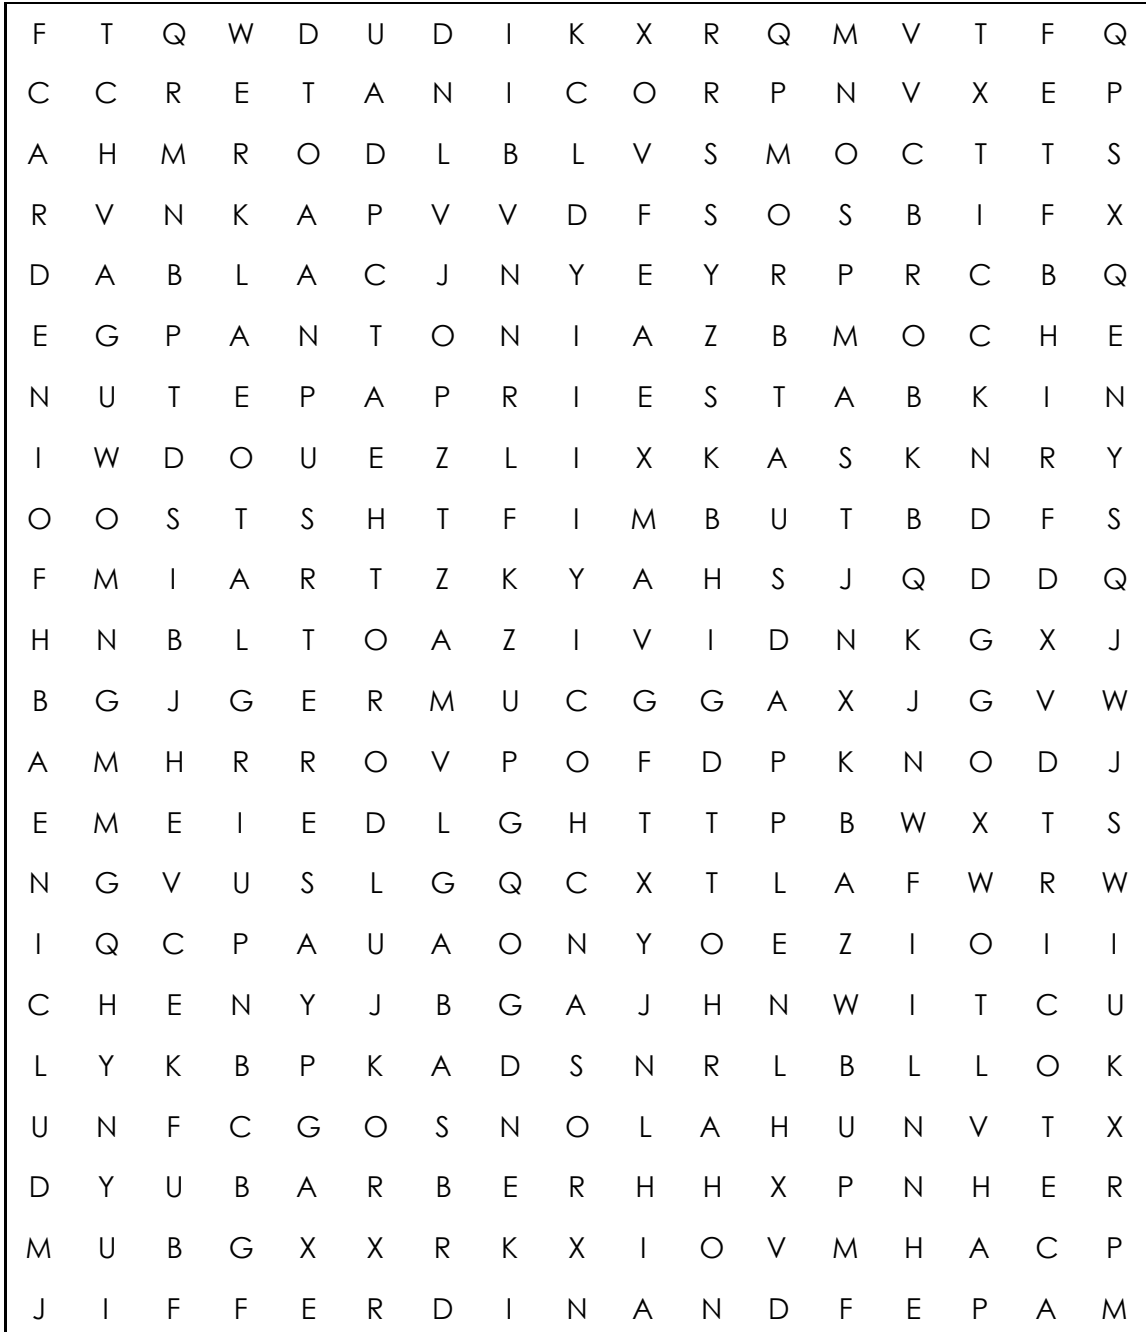 F T Q W D U D I K X R Q M V T F Q
C C R E T A N I C O R P N V X E P
A H M R O D L B L V S M O C T T S
R V N K A P V V D F S O S B I F X
D A B L A C J N Y E Y R P R C B Q
E G P A N T O N I A Z B M O C H E
N U T E P A P R I E S T A B K I N
I W D O U E Z L I X K A S K N R Y
O O S T S H T F I M B U T B D F S
F M I A R T Z K Y A H S J Q D D Q
H N B L T O A Z I V I D N K G X J
B G J G E R M U C G G A X J G V W
A M H R R O V P O F D P K N O D J
E M E I E D L G H T T P B W X T S
N G V U S L G Q C X T L A F W R W
I Q C P A U A O N Y O E Z I O I I
C H E N Y J B G A J H N W I T C U
L Y K B P K A D S N R L B L L O K
U N F C G O S N O L A H U N V T X
D Y U B A R B E R H H X P N H E R
M U B G X X R K X I O V M H A C P
J I F F E R D I N A N D F E P A M